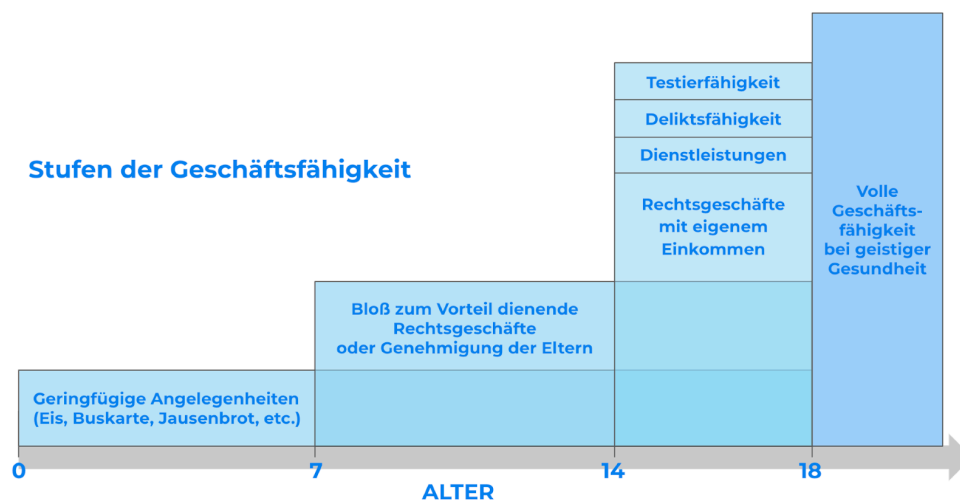 Stufen der Geschäftsfähigkeit
Geringfügige Angelegenheiten
(Eis, Buskarte, Jausenbrot, etc.)
Bloß zum Vorteil dienende
Rechtsgeschäfte
oder Genehmigung der Eltern
Testierfähigkeit
Deliktsfähigkeit
Dienstleistungen
Rechtsgeschäfte
mit eigenem
Einkommen
Volle
Geschäfts-
fähigkeit
bei geistiger
Gesundheit
0
7
14
18
ALTER